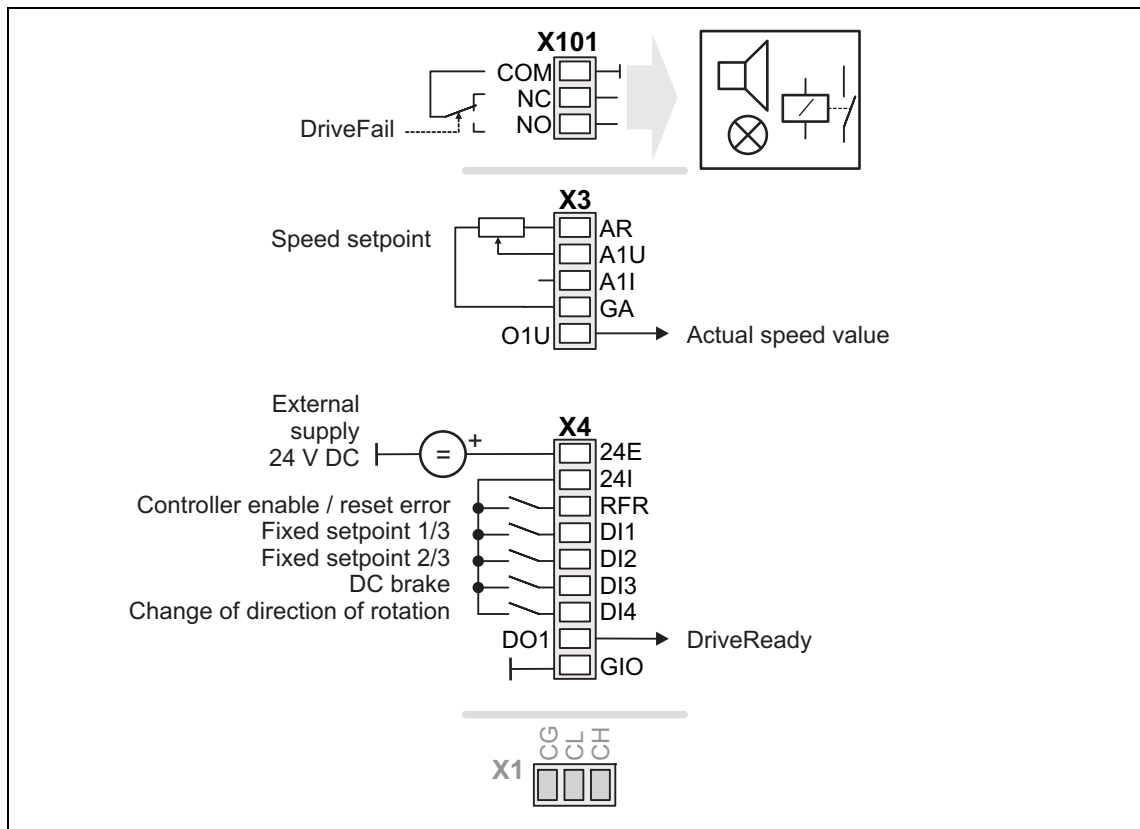 X101
COM
NC
DriveFail
NO
X3
AR
Speed setpoint
A1U
A1I
GA
O1U
Actual speed value
External
supply
24 V DC
=
+
X4
24E
24I
Controller enable / reset error
RFR
Fixed setpoint 1/3
DI1
Fixed setpoint 2/3
DI2
DC brake
DI3
Change of direction of rotation
DI4
DO1
DriveReady
GIO
CG
CL
CH
X1